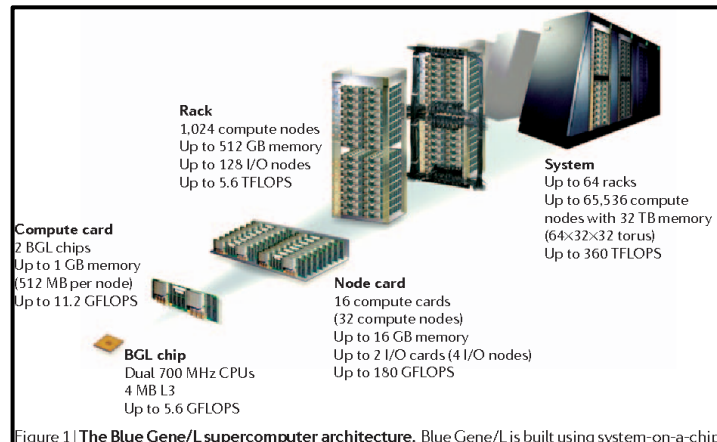 Rack
1,024 compute nodes
Up to 512 GB memory
Up to 128 I/O nodes
Up to 5.6 TFLOPS
System
Up to 64 racks
Up to 65,536 compute
nodes with 32 TB memory
(64×32×32 torus)
Up to 360 TFLOPS
Compute card
2 BGL chips
Up to 1 GB memory
(512 MB per node)
Up to 11.2 GFLOPS
Node card
16 compute cards
(32 compute nodes)
Up to 16 GB memory
Up to 2 I/O cards (4 I/O nodes)
Up to 180 GFLOPS
BGL chip
Dual 700 MHz CPUs
4 MB L3
Up to 5.6 GFLOPS
Figure 1 | The Blue Gene/L supercomputer architecture. Blue Gene/L is built using system-on-a-chip